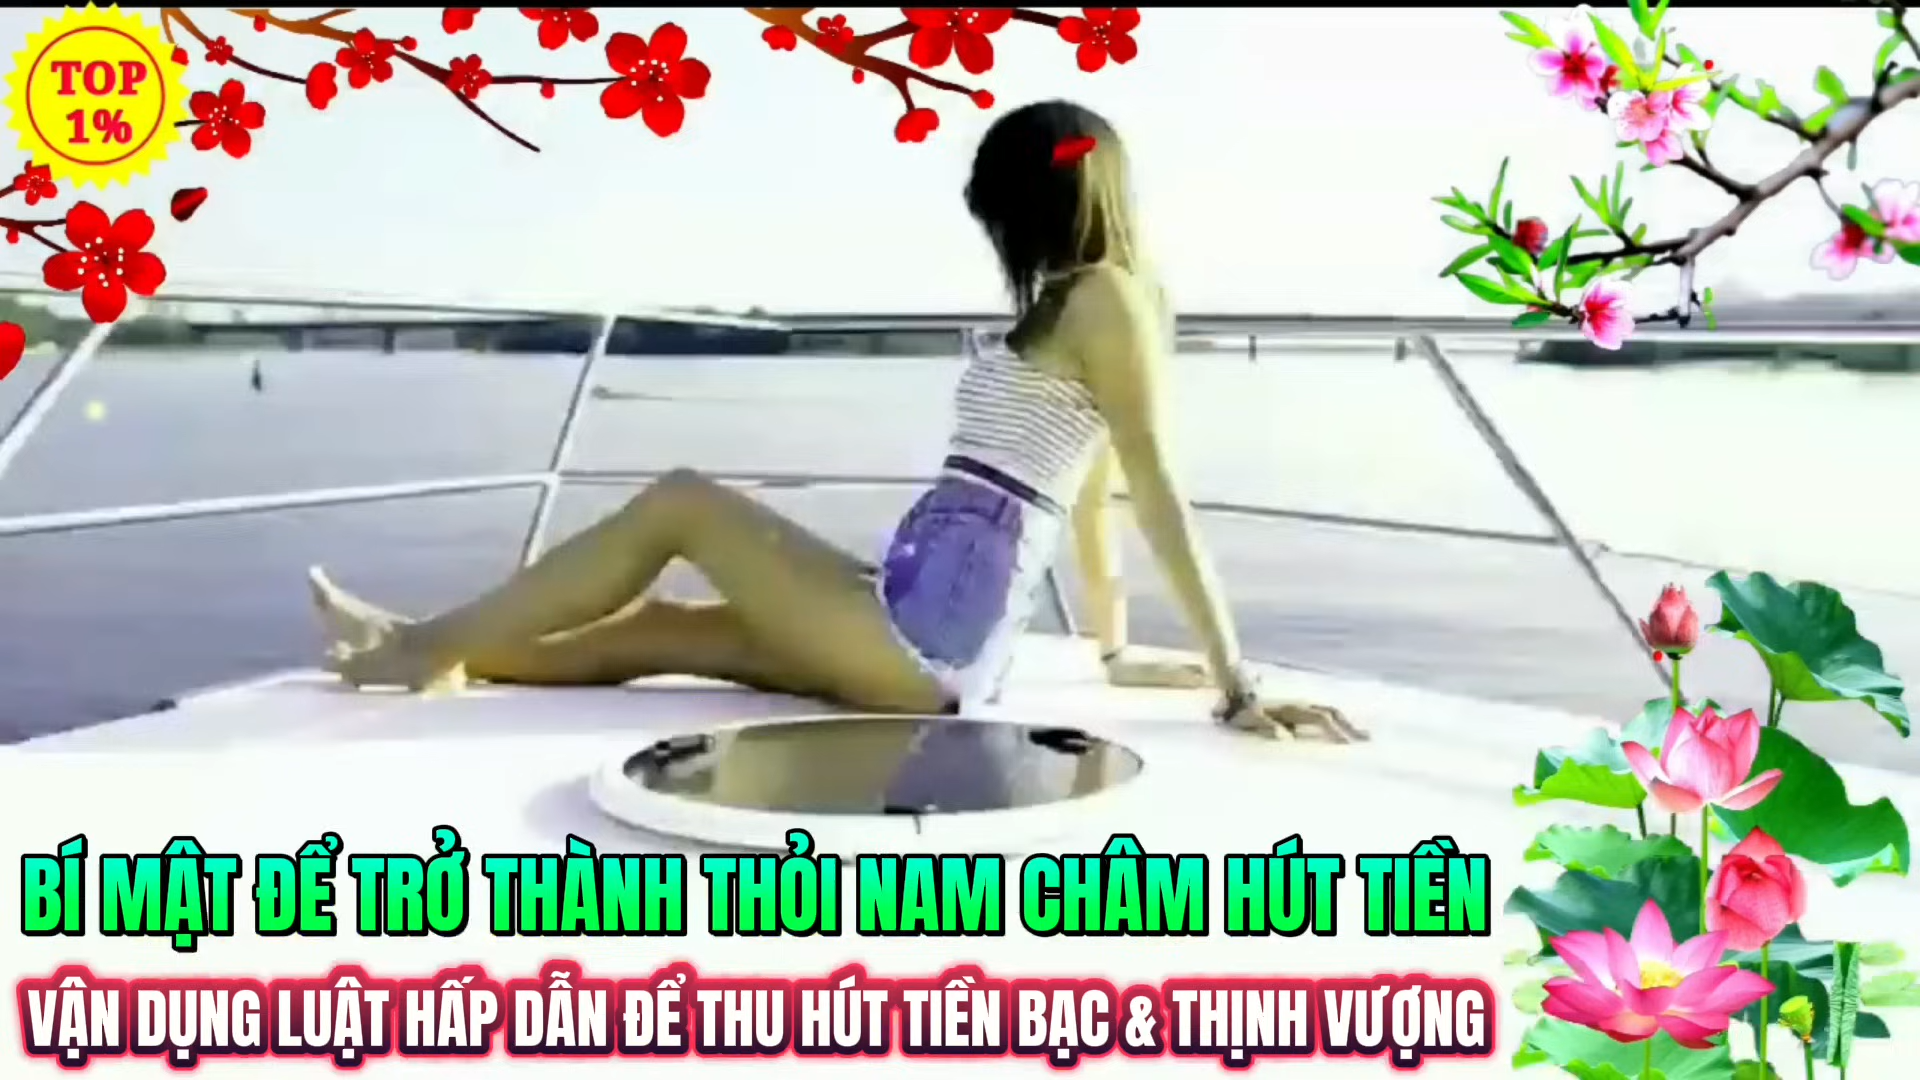 TOP
1%
BÍ MẬT ĐỂ TRỞ THÀNH THỎI NAM CHÂM HÚT TIỀN
VẬN DỤNG LUẬT HẤP DẪN ĐỂ THU HÚT TIỀN BẠC & THỊNH VƯỢNG